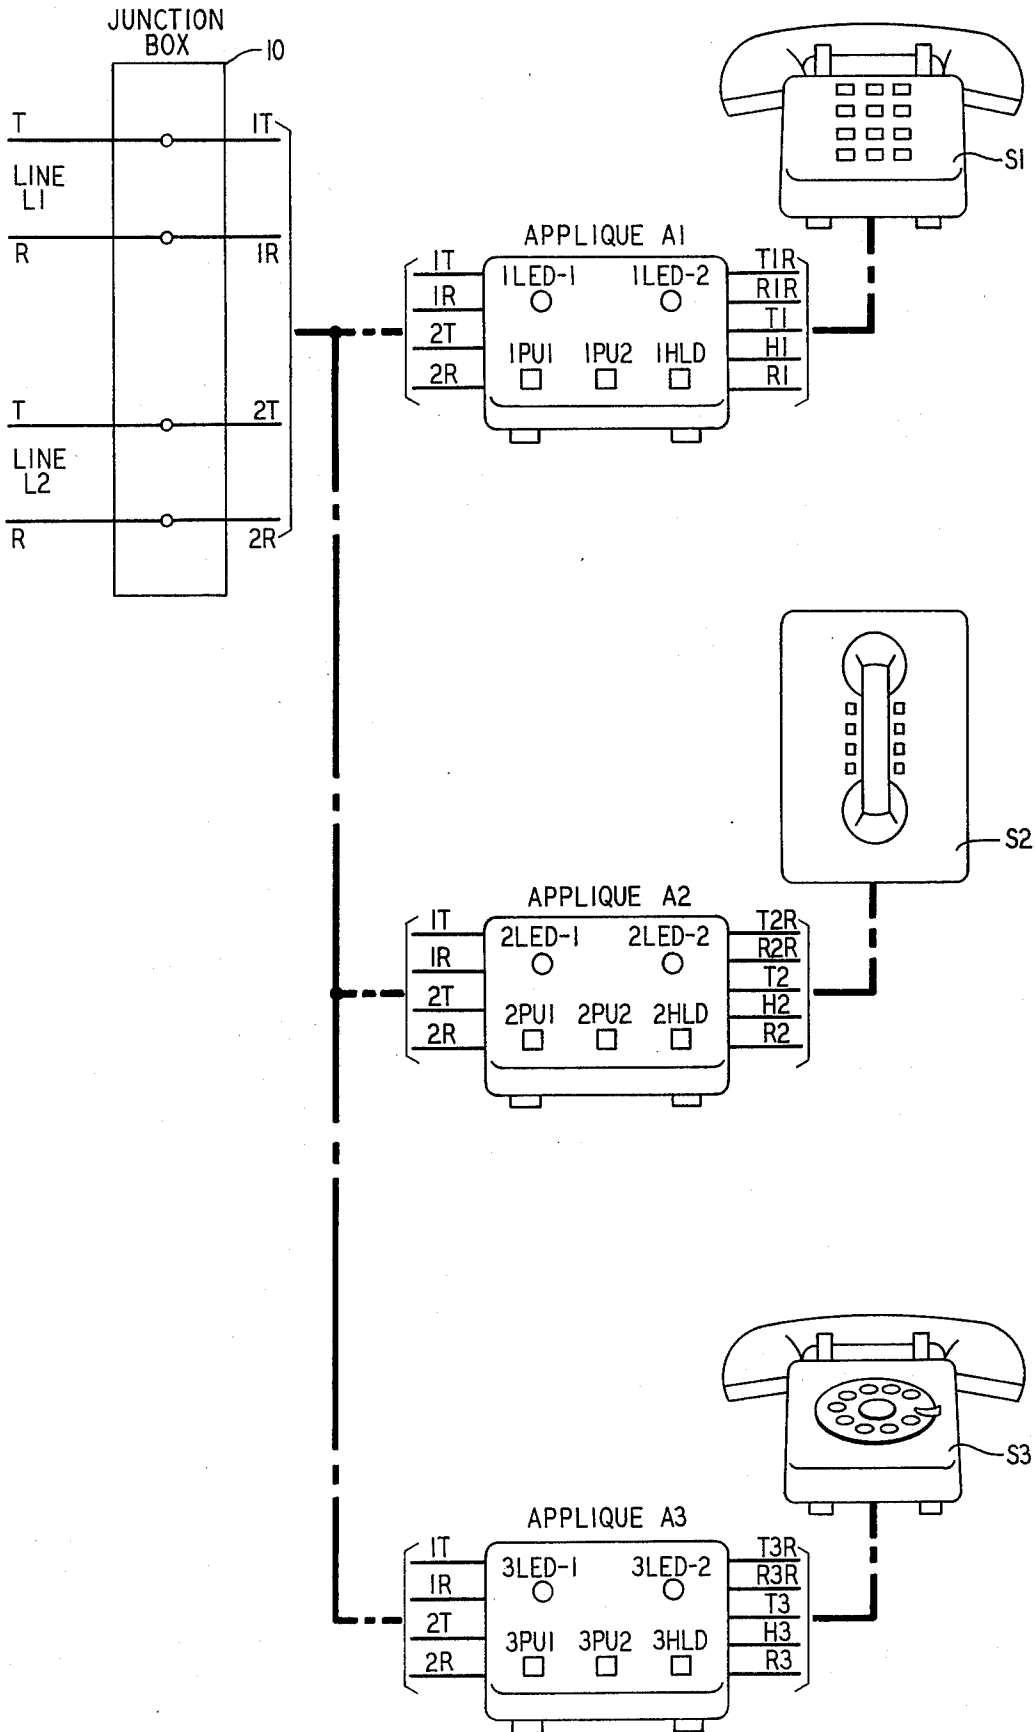 JUNCTION
BOX
10
T
1T
LINE
L1
R
1R
T
2T
LINE
L2
R
2R
S1
APPLIQUE A1
1T
1R
2T
2R
1LED-1
1LED-2
1PU1
1PU2
1HLD
T1R
R1R
T1
H1
R1
S2
APPLIQUE A2
1T
1R
2T
2R
2LED-1
2LED-2
2PU1
2PU2
2HLD
T2R
R2R
T2
H2
R2
S3
APPLIQUE A3
1T
1R
2T
2R
3LED-1
3LED-2
3PU1
3PU2
3HLD
T3R
R3R
T3
H3
R3